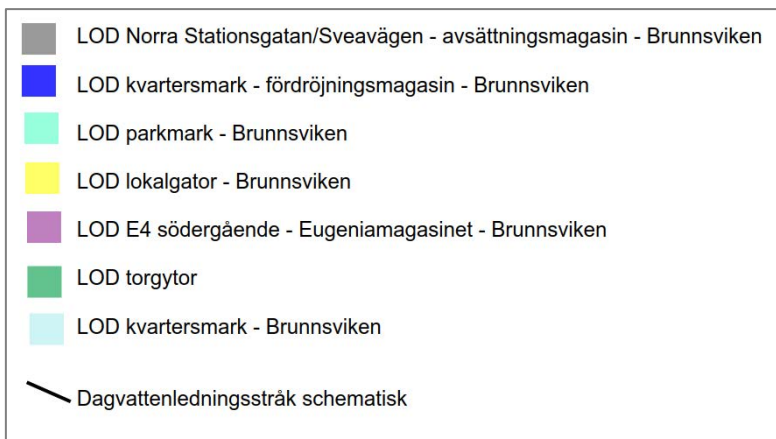 LOD Norra Stationsgatan/Sveavägen - avsättningsmagasin - Brunnsviken
LOD kvartersmark - fördröjningsmagasin - Brunnsviken
LOD parkmark - Brunnsviken
LOD lokalgator - Brunnsviken
LOD E4 södergående - Eugeniamagasinet - Brunnsviken
LOD torgytor
LOD kvartersmark - Brunnsviken
Dagvattenledningsstråk schematisk